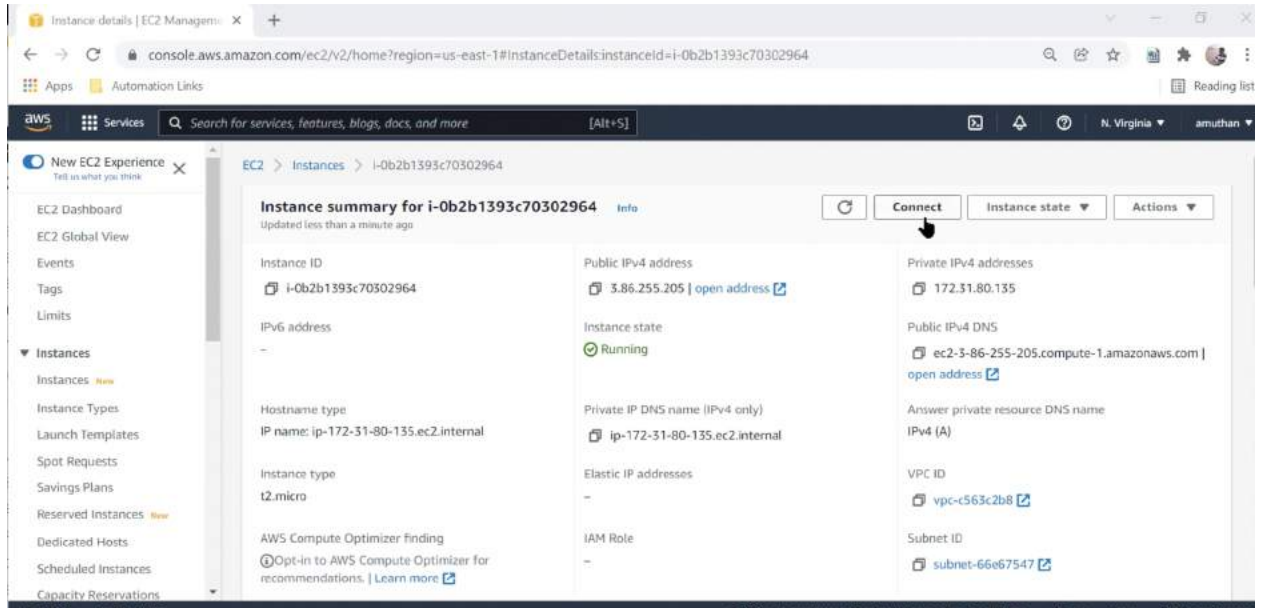 Instance details | EC2 Managem
console.aws.amazon.com/ec2/v2/home?region=us-east-1#InstanceDetails:instanceId=i-0b2b1393c70302964
Apps Automation Links Reading list
aws Services Search for services, features, blogs, docs, and more [Alt+S] N. Virginia ▼ amuthan ▼
New EC2 Experience
Tell us what you think
EC2 Dashboard
EC2 Global View
Events
Tags
Limits
▼ Instances
Instances New
Instance Types
Launch Templates
Spot Requests
Savings Plans
Reserved Instances New
Dedicated Hosts
Scheduled Instances
Capacity Reservations
EC2 > Instances > i-0b2b1393c70302964
Instance summary for i-0b2b1393c70302964 Info
Updated less than a minute ago
Connect Instance state ▼ Actions ▼
Instance ID
i-0b2b1393c70302964
Public IPv4 address
3.86.255.205 | open address
Private IPv4 addresses
172.31.80.135
IPv6 address
–
Instance state
Running
Public IPv4 DNS
ec2-3-86-255-205.compute-1.amazonaws.com |
open address
Hostname type
IP name: ip-172-31-80-135.ec2.internal
Private IP DNS name (IPv4 only)
ip-172-31-80-135.ec2.internal
Answer private resource DNS name
IPv4 (A)
Instance type
t2.micro
Elastic IP addresses
–
VPC ID
vpc-c563c2b8
AWS Compute Optimizer finding
Opt-in to AWS Compute Optimizer for
recommendations. | Learn more
IAM Role
–
Subnet ID
subnet-66e67547